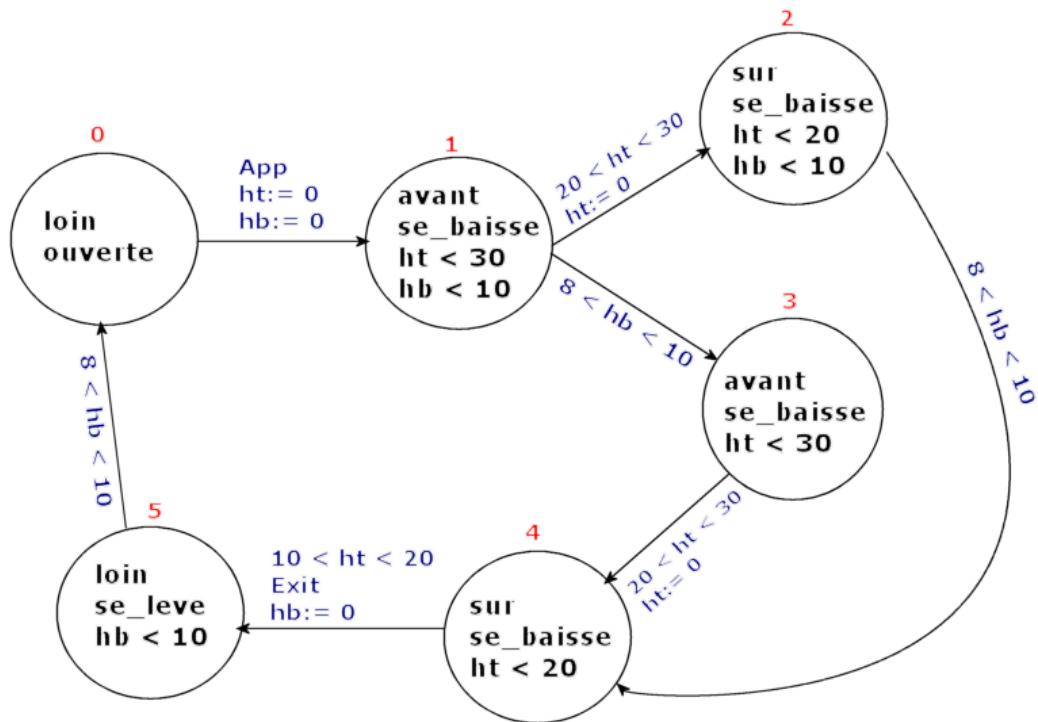 0
loin
ouverte
App
ht:= 0
hb:= 0
1
avant
se_baisse
ht < 30
hb < 10
20 < ht < 30
ht:= 0
2
sur
se_baisse
ht < 20
hb < 10
8 < hb < 10
8 < hb < 10
3
avant
se_baisse
ht < 30
20 < ht < 30
ht:= 0
4
sur
se_baisse
ht < 20
10 < ht < 20
Exit
hb:= 0
5
loin
se_leve
hb < 10
8 < hb < 10